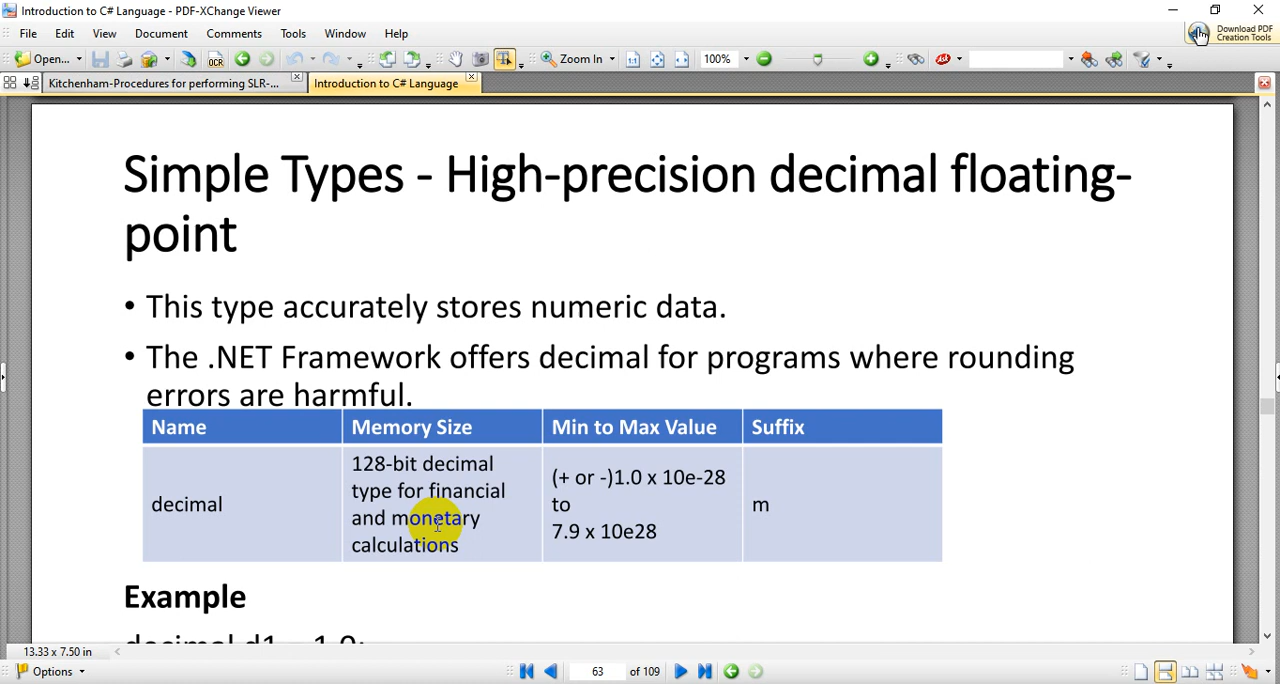 Introduction to C# Language - PDF-XChange Viewer
File Edit View Document Comments Tools Window Help
Download PDF
Creation Tools
Open... OCR Zoom In 100%
Kitchenham-Procedures for performing SLR-... Introduction to C# Language
Simple Types - High-precision decimal floating-
point
• This type accurately stores numeric data.
• The .NET Framework offers decimal for programs where rounding
errors are harmful.
Name Memory Size Min to Max Value Suffix
decimal
128-bit decimal
type for financial
and monetary
calculations
(+ or -)1.0 x 10e-28
to
7.9 x 10e28
m
Example
decimal d1 = 1.0;
13.33 x 7.50 in
Options 63 of 109